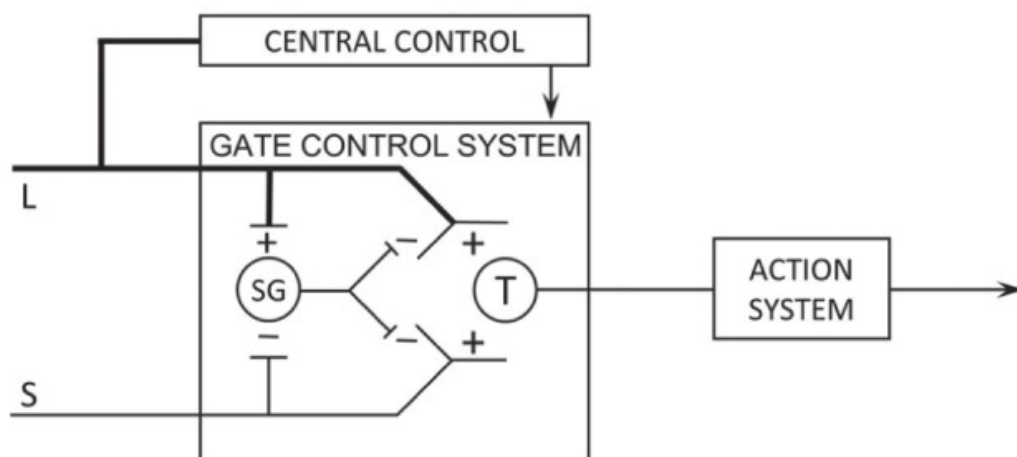 CENTRAL CONTROL
GATE CONTROL SYSTEM
L
+
−
+
SG
T
ACTION
SYSTEM
−
−
+
S